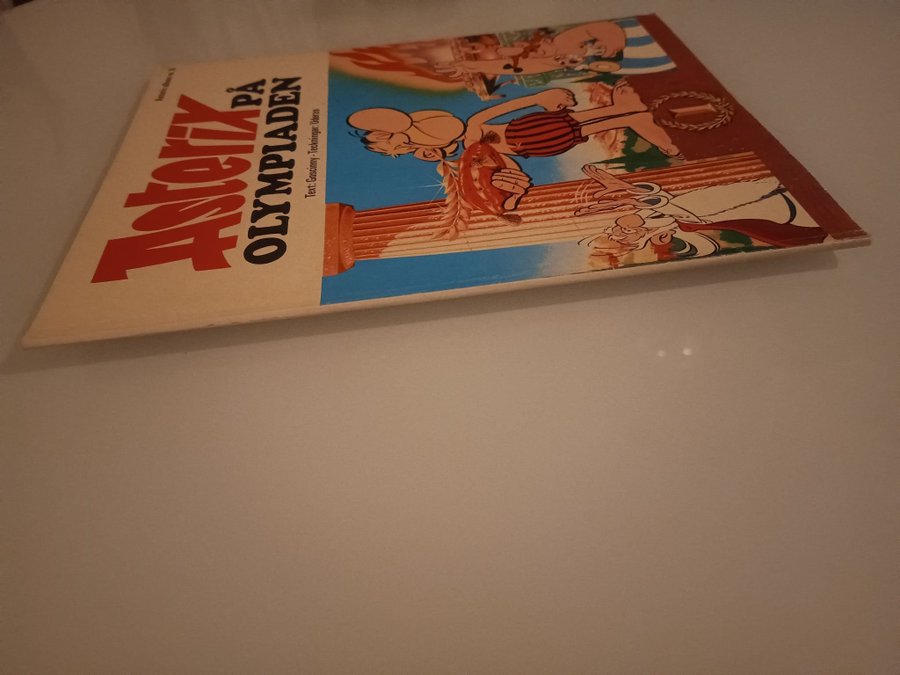 Asterix
PÅ
OLYMPIADEN
Text: Goscinny · Teckningar: Uderzo